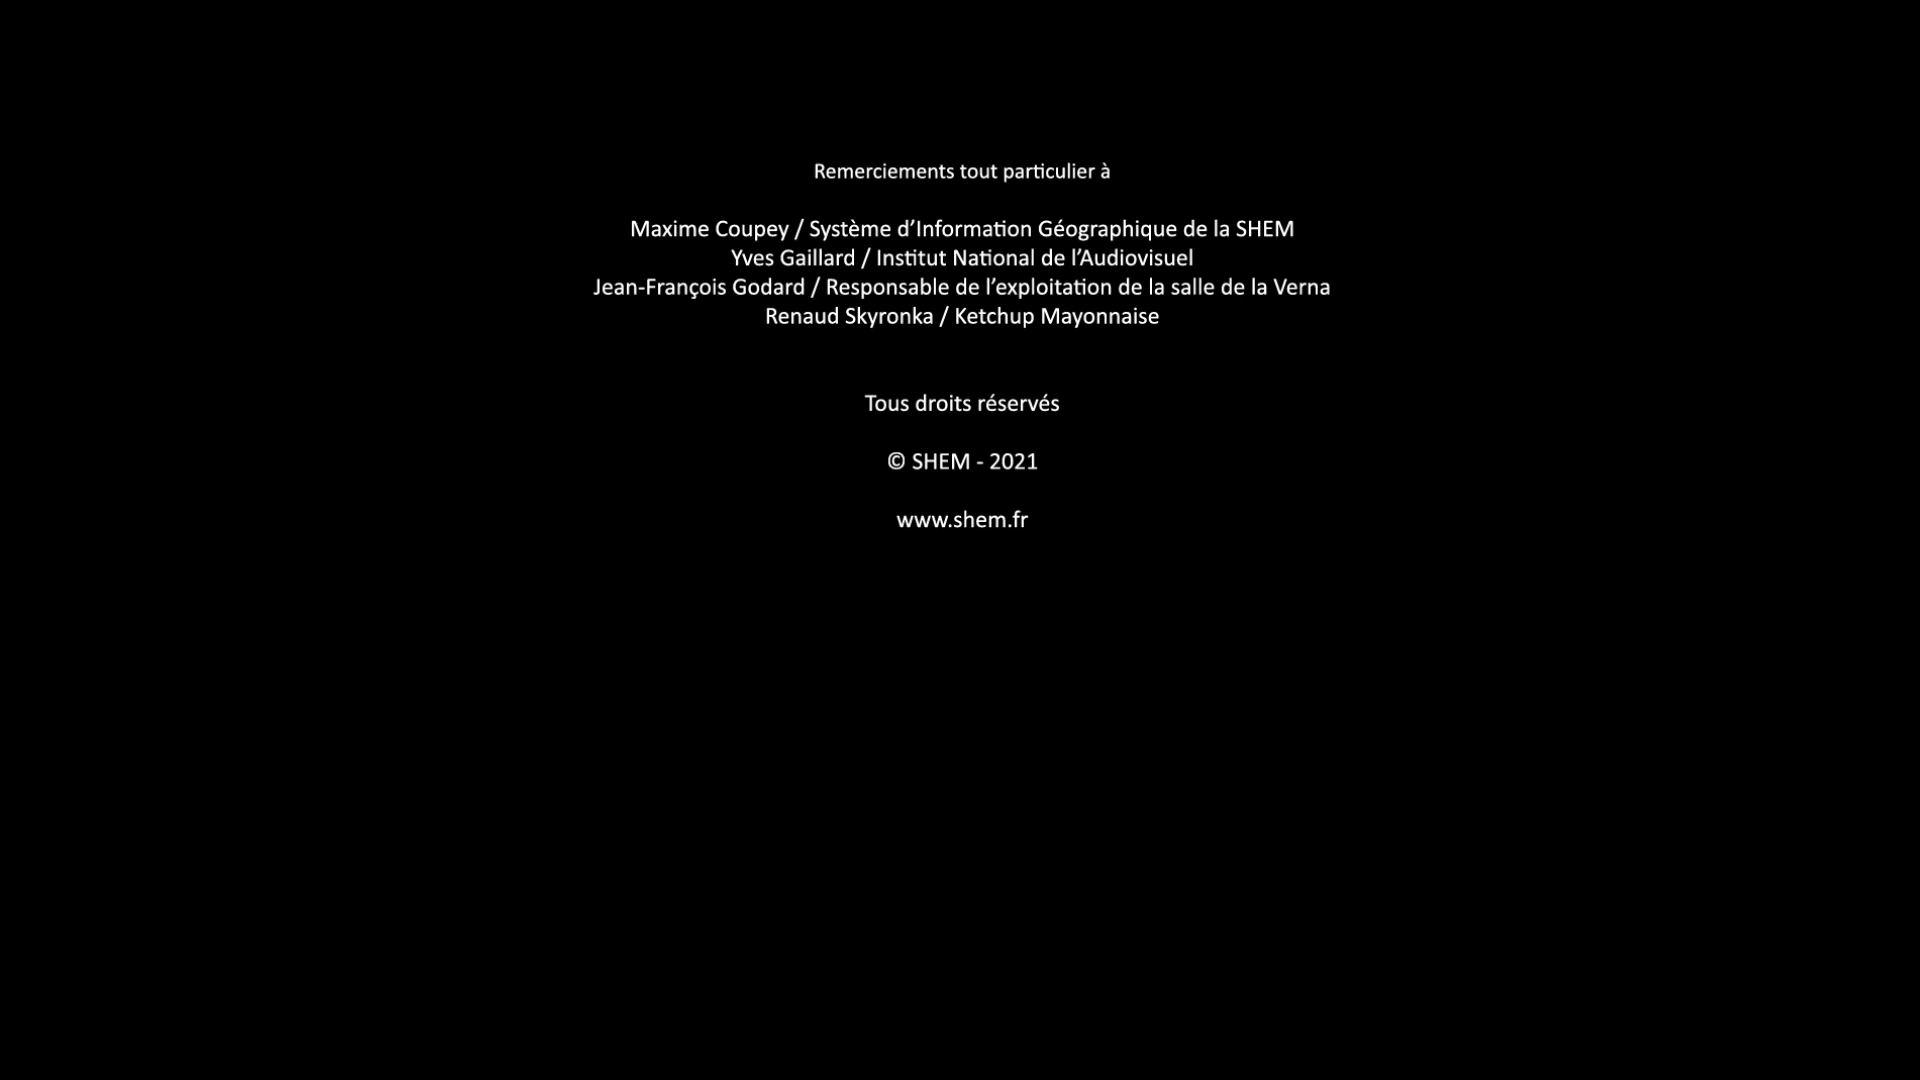 Remerciements tout particulier à
Maxime Coupey / Système d’Information Géographique de la SHEM
Yves Gaillard / Institut National de l’Audiovisuel
Jean-François Godard / Responsable de l’exploitation de la salle de la Verna
Renaud Skyronka / Ketchup Mayonnaise
Tous droits réservés
© SHEM - 2021
www.shem.fr